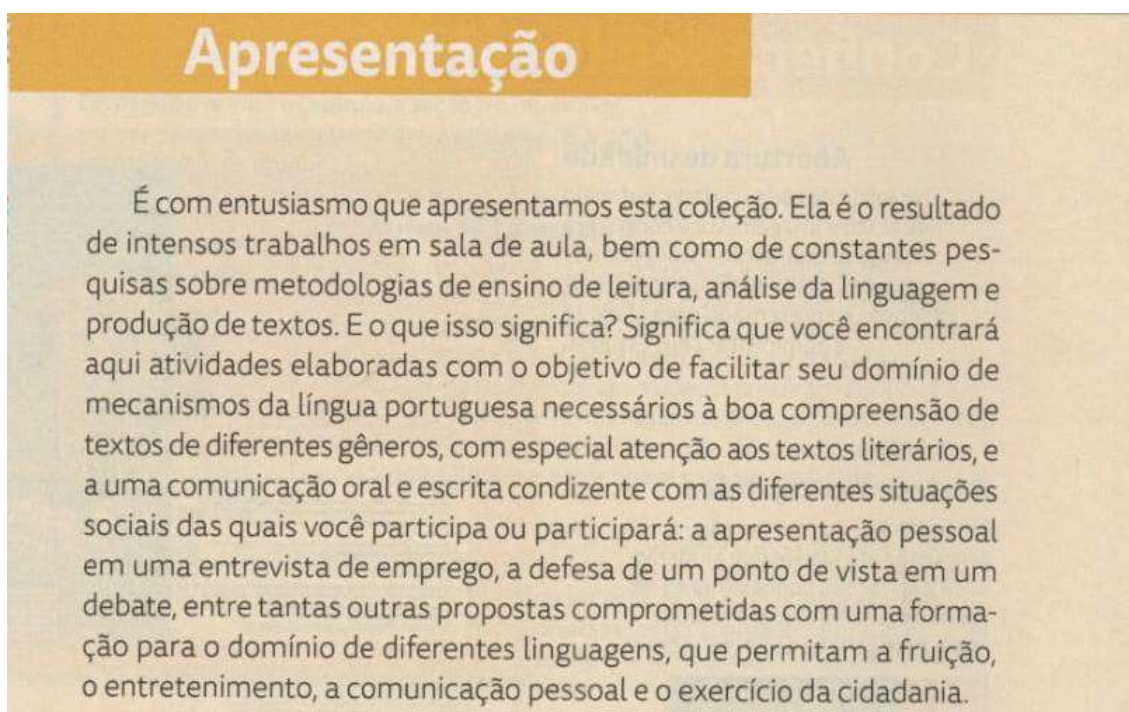 Apresentação
Abertura de unidade
É com entusiasmo que apresentamos esta coleção. Ela é o resultado
de intensos trabalhos em sala de aula, bem como de constantes pes-
quisas sobre metodologias de ensino de leitura, análise da linguagem e
produção de textos. E o que isso significa? Significa que você encontrará
aqui atividades elaboradas com o objetivo de facilitar seu domínio de
mecanismos da língua portuguesa necessários à boa compreensão de
textos de diferentes gêneros, com especial atenção aos textos literários, e
a uma comunicação oral e escrita condizente com as diferentes situações
sociais das quais você participa ou participará: a apresentação pessoal
em uma entrevista de emprego, a defesa de um ponto de vista em um
debate, entre tantas outras propostas comprometidas com uma forma-
ção para o domínio de diferentes linguagens, que permitam a fruição,
o entretenimento, a comunicação pessoal e o exercício da cidadania.